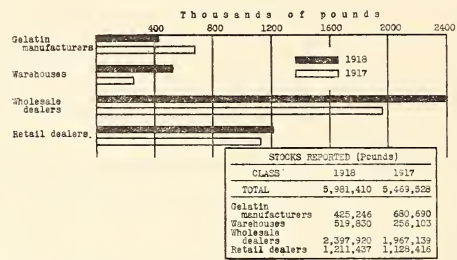 Thousands of pounds
400 800 1200 1600 2000 2400
Gelatin
manufacturers
Warehouses
Wholesale
dealers
Retail dealers.
1918
1917
STOCKS REPORTED (Pounds)
CLASS 1918 1917
TOTAL 5,981,410 5,469,528
Gelatin
manufacturers 425,246 680,690
Warehouses 519,830 256,103
Wholesale
dealers 2,397,920 1,967,139
Retail dealers 1,211,437 1,128,416